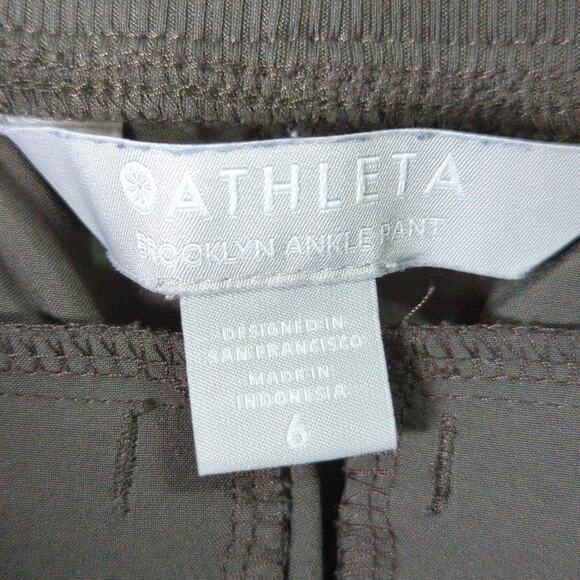 ATHLETA
BROOKLYN ANKLE PANT
DESIGNED IN
SAN FRANCISCO
MADE IN
INDONESIA
6